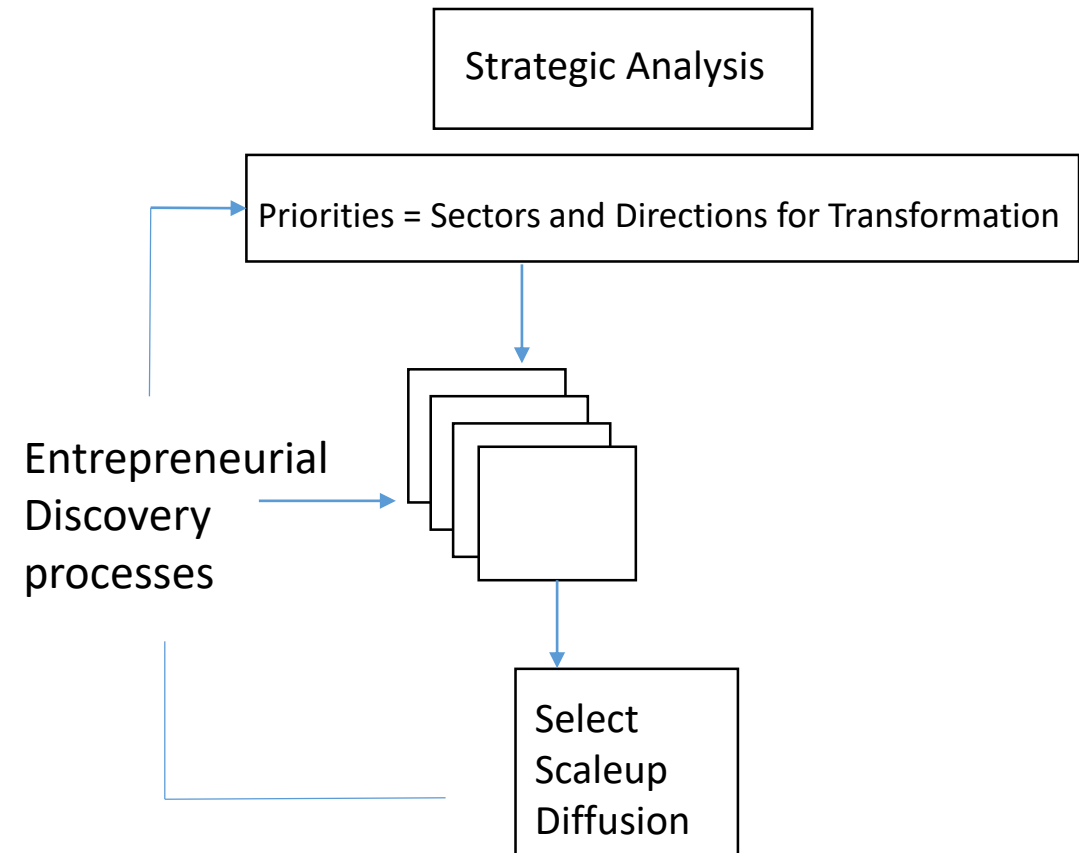 Strategic Analysis
Priorities = Sectors and Directions for Transformation
Entrepreneurial
Discovery
processes
Select
Scaleup
Diffusion